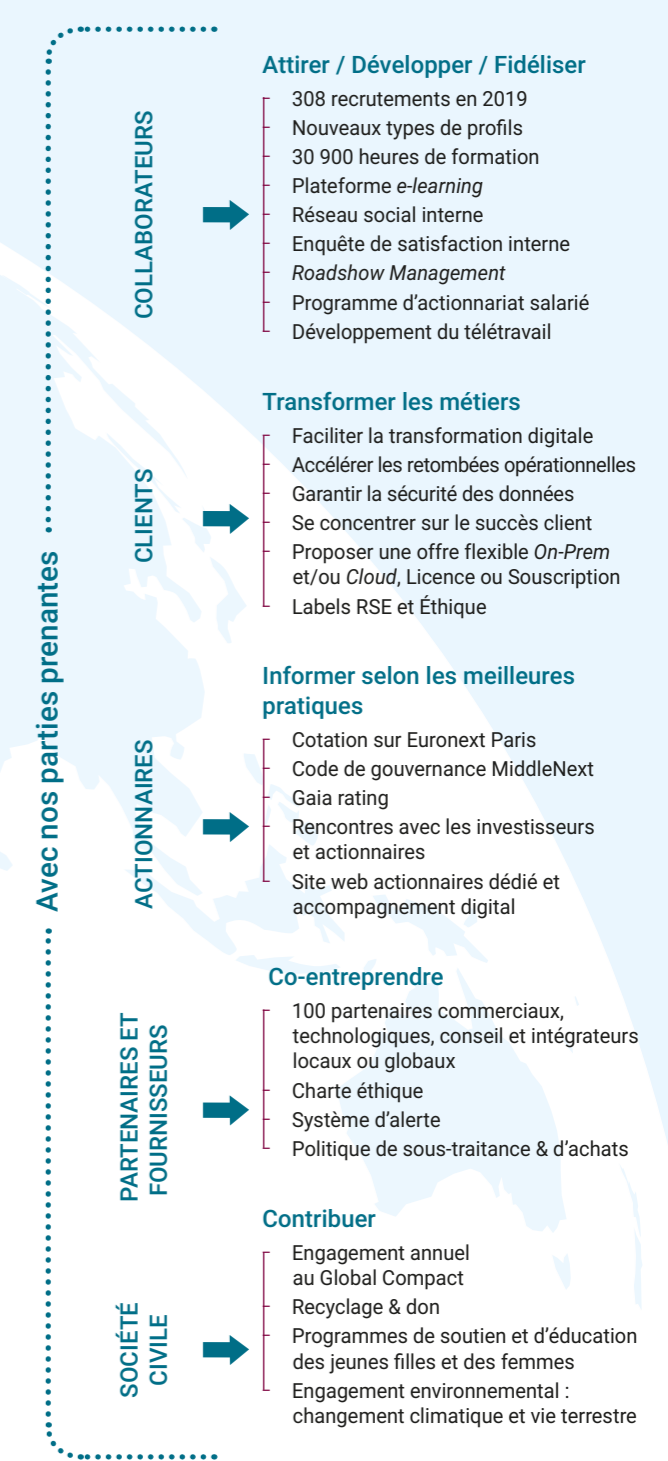 Avec nos parties prenantes
COLLABORATEURS
Attirer / Développer / Fidéliser
308 recrutements en 2019
Nouveaux types de profils
30 900 heures de formation
Plateforme e-learning
Réseau social interne
Enquête de satisfaction interne
Roadshow Management
Programme d'actionnariat salarié
Développement du télétravail
CLIENTS
Transformer les métiers
Faciliter la transformation digitale
Accélérer les retombées opérationnelles
Garantir la sécurité des données
Se concentrer sur le succès client
Proposer une offre flexible On-Prem
et/ou Cloud, Licence ou Souscription
Labels RSE et Éthique
ACTIONNAIRES
Informer selon les meilleures
pratiques
Cotation sur Euronext Paris
Code de gouvernance MiddleNext
Gaia rating
Rencontres avec les investisseurs
et actionnaires
Site web actionnaires dédié et
accompagnement digital
PARTENAIRES ET
FOURNISSEURS
Co-entreprendre
100 partenaires commerciaux,
technologiques, conseil et intégrateurs
locaux ou globaux
Charte éthique
Système d'alerte
Politique de sous-traitance & d'achats
SOCIÉTÉ
CIVILE
Contribuer
Engagement annuel
au Global Compact
Recyclage & don
Programmes de soutien et d'éducation
des jeunes filles et des femmes
Engagement environnemental :
changement climatique et vie terrestre